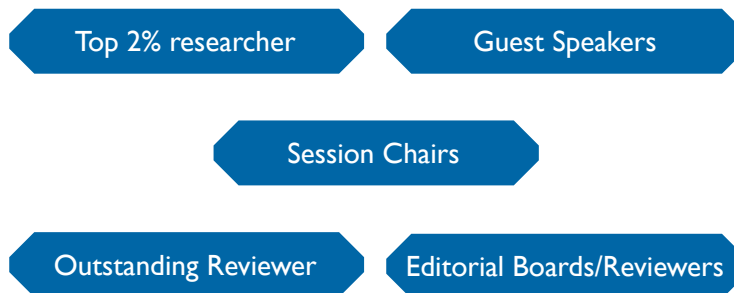 Top 2% researcher
Guest Speakers
Session Chairs
Outstanding Reviewer
Editorial Boards/Reviewers